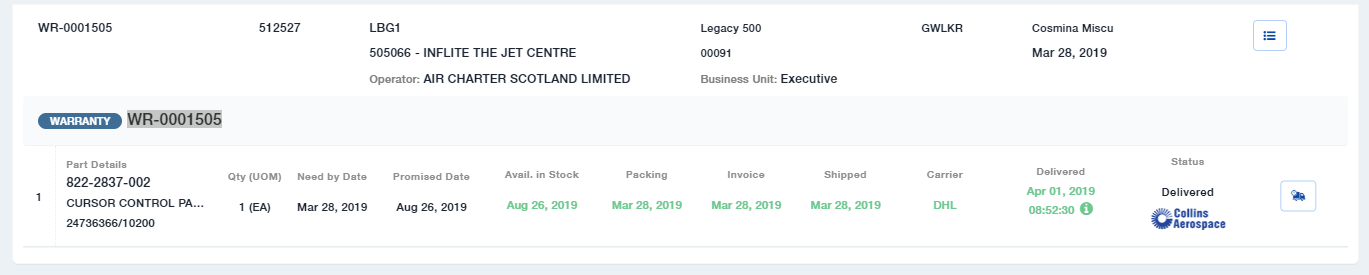 WR-0001505 512527 LBG1 Legacy 500 GWLKR Cosmina Miscu
505066 - INFLITE THE JET CENTRE 00091 Mar 28, 2019
Operator: AIR CHARTER SCOTLAND LIMITED Business Unit: Executive
WARRANTY WR-0001505
Part Details Qty (UOM) Need by Date Promised Date Avail. in Stock Packing Invoice Shipped Carrier Delivered Status
1 822-2837-002 1 (EA) Mar 28, 2019 Aug 26, 2019 Aug 26, 2019 Mar 28, 2019 Mar 28, 2019 Mar 28, 2019 DHL Apr 01, 2019 Delivered
CURSOR CONTROL PA... 08:52:30
24736366/10200 Collins
Aerospace